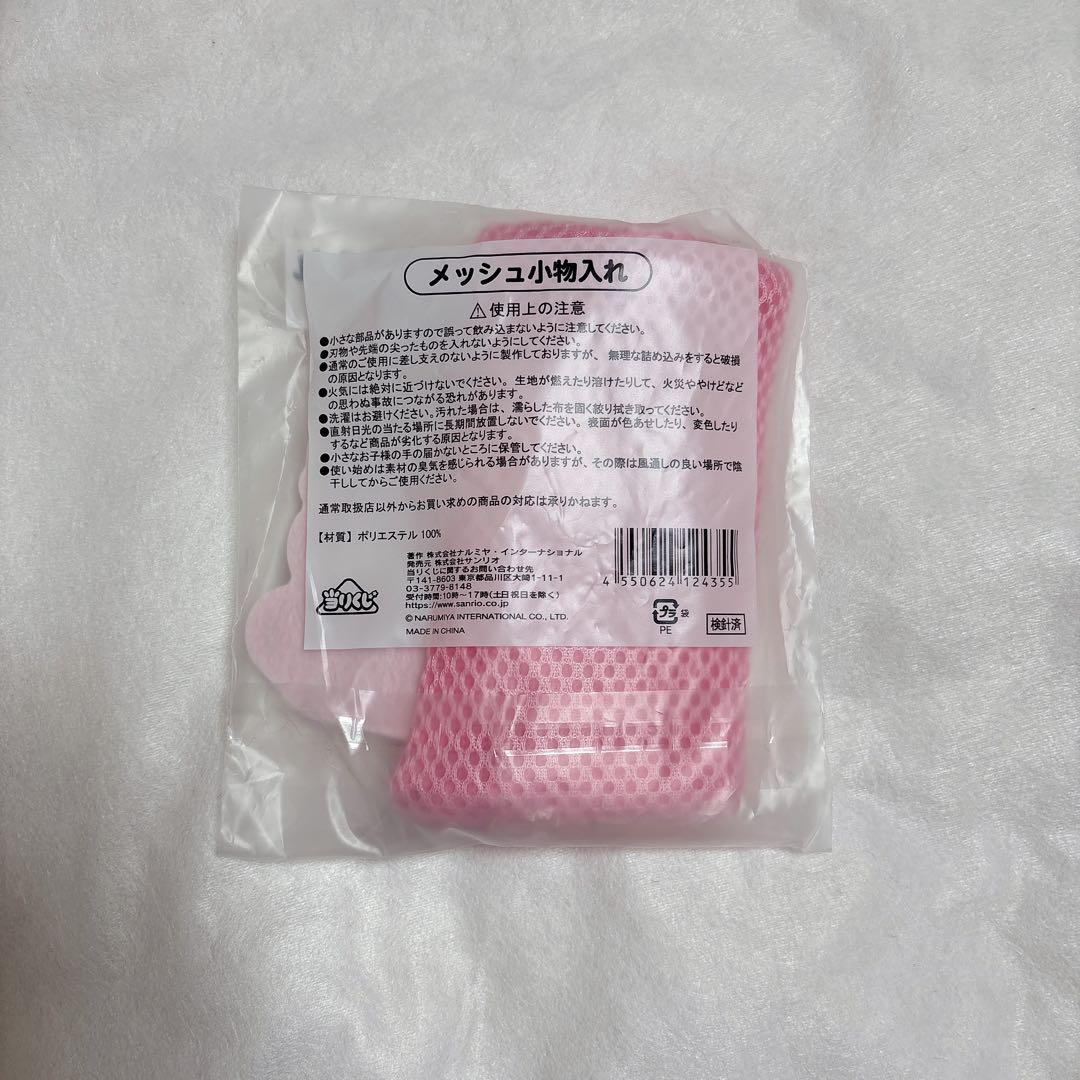 メッシュ小物入れ
⚠使用上の注意
●小さな部品がありますので誤って飲み込まないように注意してください。
●刃物や先端の尖ったものを入れないようにしてください。
●通常のご使用に差し支えのないように製作しておりますが、無理な詰め込みをすると破損
の原因となります。
●火気には絶対に近づけないでください。生地が燃えたり溶けたりして、火災ややけどなど
の思わぬ事故につながる恐れがあります。
●洗濯はお避けください。汚れた場合は、濡らした布を固く絞り拭き取ってください。
●直射日光の当たる場所に長期間放置しないでください。表面が色あせしたり、変色したり
するなど商品が劣化する原因となります。
●小さなお子様の手の届かないところに保管してください。
●使い始めは素材の臭気を感じられる場合がありますが、その際は風通しの良い場所で陰
干ししてからご使用ください。
通常取扱店以外からお買い求めの商品の対応は承りかねます。
【材質】ポリエステル100%
当りくじ
著作 株式会社ナルミヤ・インターナショナル
発売元 株式会社サンリオ
当りくじに関するお問い合わせ先
〒141-8603 東京都品川区大崎1-11-1
03-3779-8148
受付時間:10時~17時(土日祝日を除く)
https://www.sanrio.co.jp
© NARUMIYA INTERNATIONAL CO., LTD.
MADE IN CHINA
4 550624 124355
プラ 袋
PE
検針済